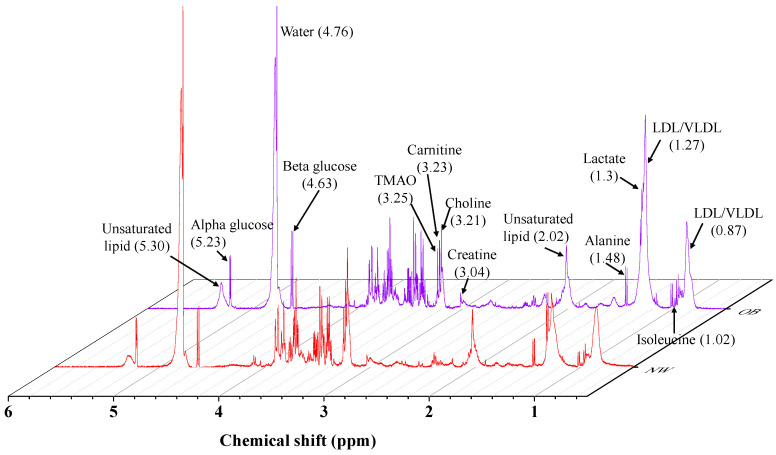 Water (4.76)
Carnitine
(3.23)
LDL/VLDL
(1.27)
Beta glucose
(4.63)
TMAO
(3.25)
Lactate
(1.3)
Choline
(3.21)
Unsaturated
lipid (5.30)
Alpha glucose
(5.23)
Unsaturated
lipid (2.02)
LDL/VLDL
(0.87)
Creatine
(3.04)
Alanine
(1.48)
OB
Isoleucine (1.02)
NW
6 5 4 3 2 1
Chemical shift (ppm)